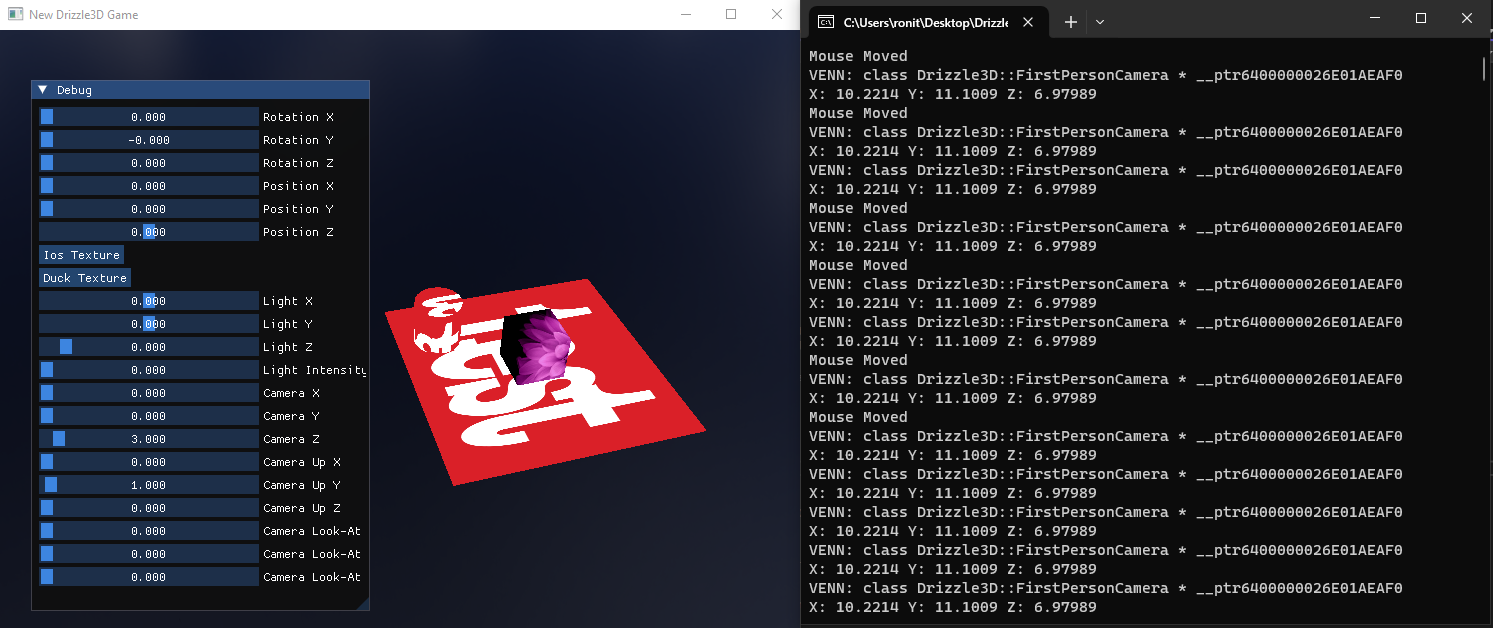 New Drizzle3D Game
Debug
0.000 Rotation X
-0.000 Rotation Y
0.000 Rotation Z
0.000 Position X
0.000 Position Y
0.000 Position Z
Ios Texture
Duck Texture
0.000 Light X
0.000 Light Y
0.000 Light Z
0.000 Light Intensity
0.000 Camera X
0.000 Camera Y
3.000 Camera Z
0.000 Camera Up X
1.000 Camera Up Y
0.000 Camera Up Z
0.000 Camera Look-At
0.000 Camera Look-At
0.000 Camera Look-At
C:\Users\ronit\Desktop\Drizzle
Mouse Moved
VENN: class Drizzle3D::FirstPersonCamera * __ptr6400000026E01AEAF0
X: 10.2214 Y: 11.1009 Z: 6.97989
Mouse Moved
VENN: class Drizzle3D::FirstPersonCamera * __ptr6400000026E01AEAF0
X: 10.2214 Y: 11.1009 Z: 6.97989
VENN: class Drizzle3D::FirstPersonCamera * __ptr6400000026E01AEAF0
X: 10.2214 Y: 11.1009 Z: 6.97989
Mouse Moved
VENN: class Drizzle3D::FirstPersonCamera * __ptr6400000026E01AEAF0
X: 10.2214 Y: 11.1009 Z: 6.97989
Mouse Moved
VENN: class Drizzle3D::FirstPersonCamera * __ptr6400000026E01AEAF0
X: 10.2214 Y: 11.1009 Z: 6.97989
VENN: class Drizzle3D::FirstPersonCamera * __ptr6400000026E01AEAF0
X: 10.2214 Y: 11.1009 Z: 6.97989
Mouse Moved
VENN: class Drizzle3D::FirstPersonCamera * __ptr6400000026E01AEAF0
X: 10.2214 Y: 11.1009 Z: 6.97989
Mouse Moved
VENN: class Drizzle3D::FirstPersonCamera * __ptr6400000026E01AEAF0
X: 10.2214 Y: 11.1009 Z: 6.97989
VENN: class Drizzle3D::FirstPersonCamera * __ptr6400000026E01AEAF0
X: 10.2214 Y: 11.1009 Z: 6.97989
VENN: class Drizzle3D::FirstPersonCamera * __ptr6400000026E01AEAF0
X: 10.2214 Y: 11.1009 Z: 6.97989
VENN: class Drizzle3D::FirstPersonCamera * __ptr6400000026E01AEAF0
X: 10.2214 Y: 11.1009 Z: 6.97989
VENN: class Drizzle3D::FirstPersonCamera * __ptr6400000026E01AEAF0
X: 10.2214 Y: 11.1009 Z: 6.97989